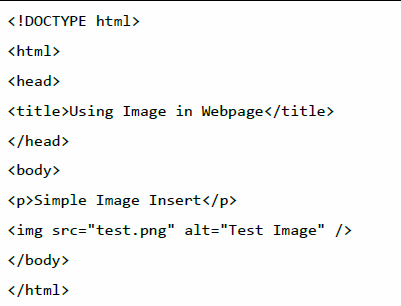 <!DOCTYPE html>
<html>
<head>
<title>Using Image in Webpage</title>
</head>
<body>
<p>Simple Image Insert</p>
<img src="test.png" alt="Test Image" />
</body>
</html>